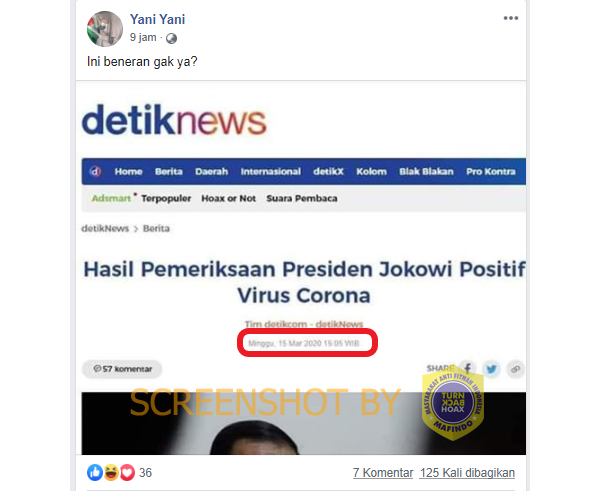 Yani Yani
9 jam ·
Ini beneran gak ya?
detiknews
d Home Berita Daerah Internasional detikX Kolom Blak Blakan Pro Kontra
Adsmart Terpopuler Hoax or Not Suara Pembaca
detikNews > Berita
Hasil Pemeriksaan Presiden Jokowi Positif
Virus Corona
Tim detikcom - detikNews
Minggu, 15 Mar 2020 15:05 WIB
57 komentar
SHARE
SCREENSHOT BY
MASYARAKAT ANTI FITNAH INDONESIA
TURN
BACK
HOAX
MAFINDO
36
7 Komentar 125 Kali dibagikan